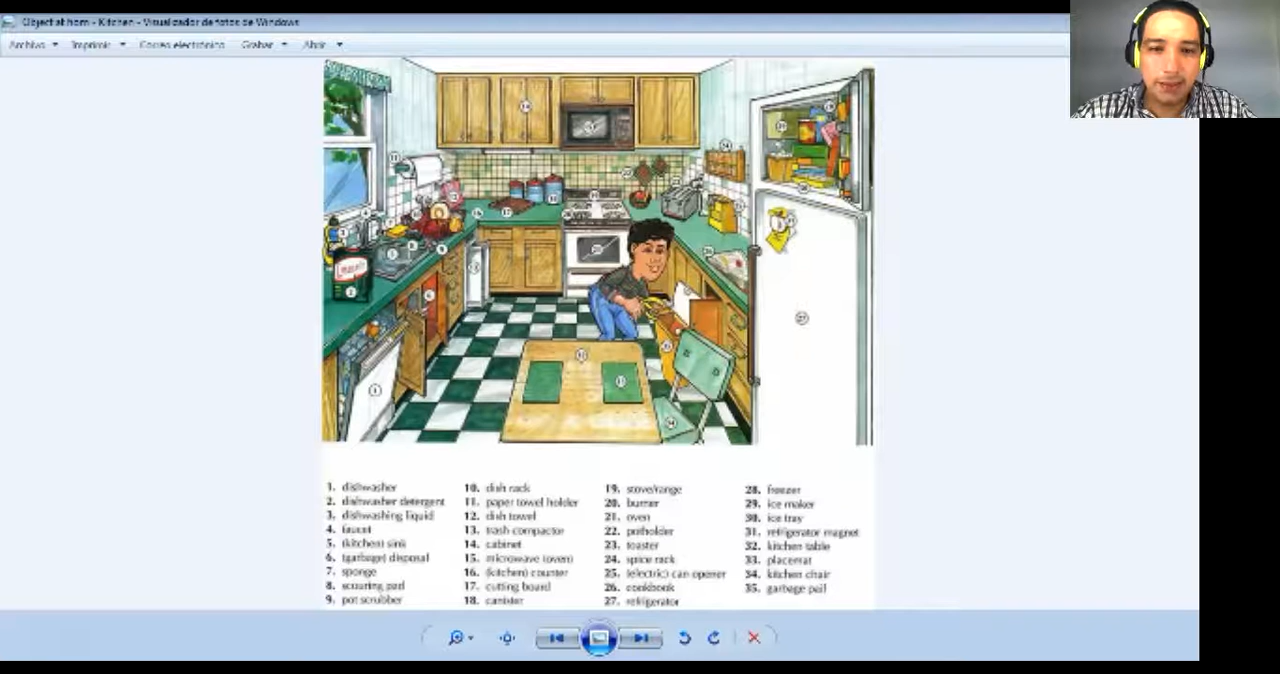 Object at hom - Kitchen - Visualizador de fotos de Windows
Archivo Imprimir Correo electrónico Grabar Abrir
1. dishwasher
2. dishwasher detergent
3. dishwashing liquid
4. faucet
5. (kitchen) sink
6. (garbage) disposal
7. sponge
8. scouring pad
9. pot scrubber
10. dish rack
11. paper towel holder
12. dish towel
13. trash compactor
14. cabinet
15. microwave (oven)
16. (kitchen) counter
17. cutting board
18. canister
19. stove/range
20. burner
21. oven
22. potholder
23. toaster
24. spice rack
25. (electric) can opener
26. cookbook
27. refrigerator
28. freezer
29. ice maker
30. ice tray
31. refrigerator magnet
32. kitchen table
33. placemat
34. kitchen chair
35. garbage pail